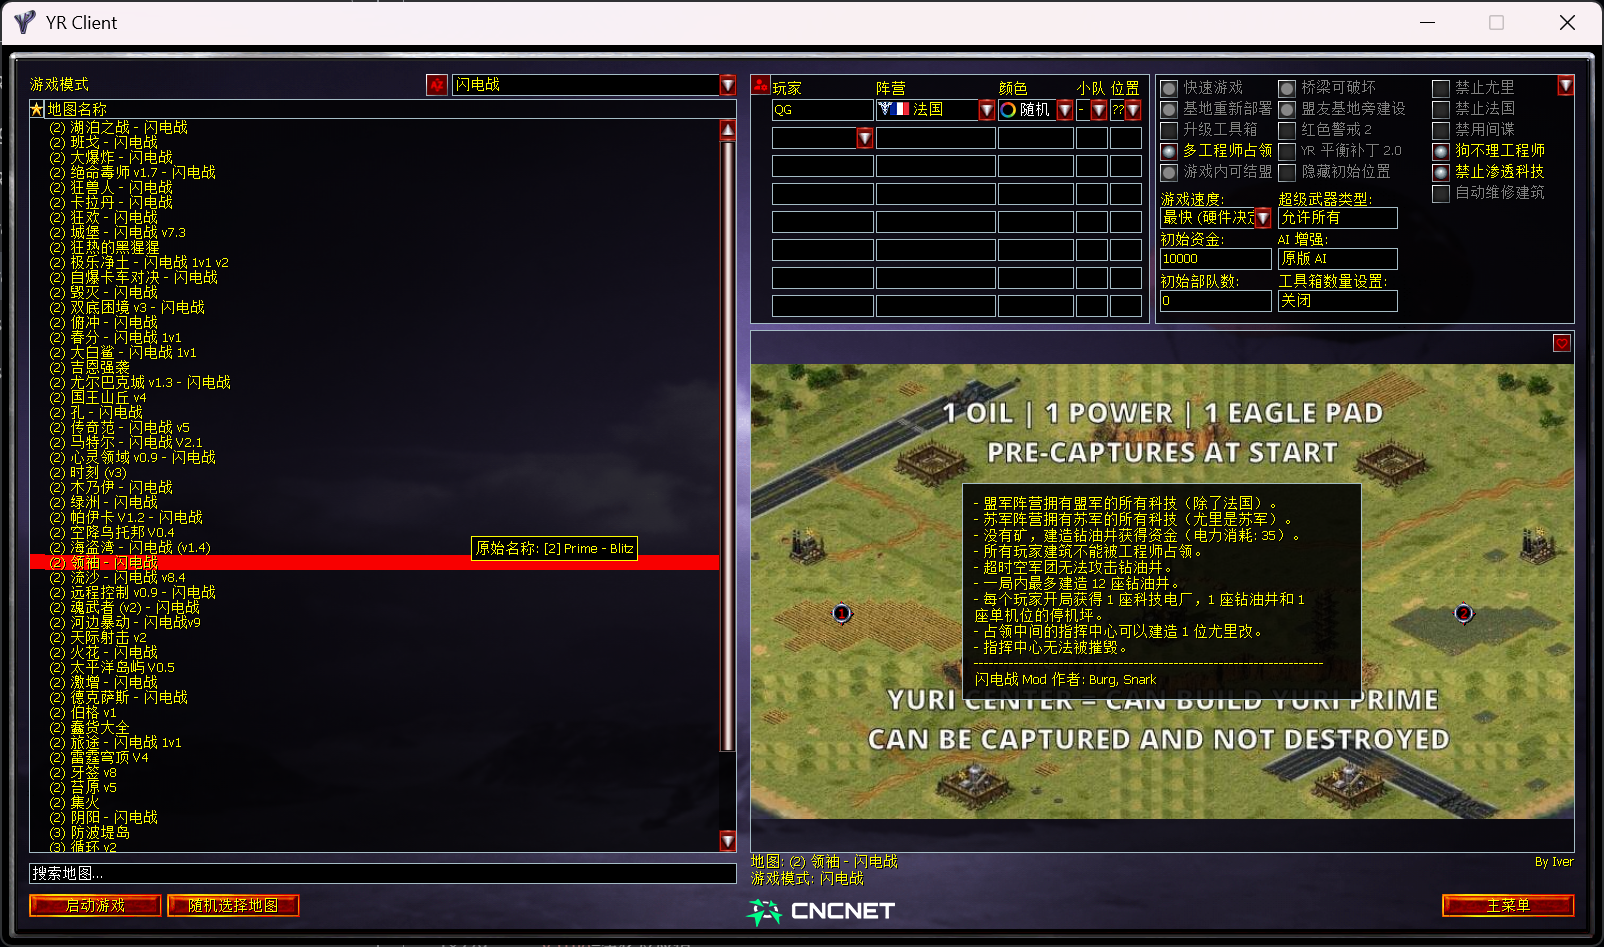 YR Client
游戏模式
闪电战
地图名称
(2) 湖泊之战 - 闪电战
(2) 班戈 - 闪电战
(2) 大爆炸 - 闪电战
(2) 绝命毒师 v1.7 - 闪电战
(2) 狂兽人 - 闪电战
(2) 卡拉丹 - 闪电战
(2) 狂欢 - 闪电战
(2) 城堡 - 闪电战 v7.3
(2) 狂热的黑猩猩
(2) 极乐净土 - 闪电战 1v1 v2
(2) 自爆卡车对决 - 闪电战
(2) 毁灭 - 闪电战
(2) 双底困境 v3 - 闪电战
(2) 俯冲 - 闪电战
(2) 春分 - 闪电战 1v1
(2) 大白鲨 - 闪电战 1v1
(2) 吉恩强袭
(2) 尤尔巴克城 v1.3 - 闪电战
(2) 国王山丘 v4
(2) 孔 - 闪电战
(2) 传奇范 - 闪电战 v5
(2) 马特尔 - 闪电战 V2.1
(2) 心灵领域 v0.9 - 闪电战
(2) 时刻 (v3)
(2) 木乃伊 - 闪电战
(2) 绿洲 - 闪电战
(2) 帕伊卡 V1.2 - 闪电战
(2) 空降乌托邦 V0.4
(2) 海盗湾 - 闪电战 (v1.4)
(2) 领袖 - 闪电战
(2) 流沙 - 闪电战 v8.4
(2) 远程控制 v0.9 - 闪电战
(2) 魂武者 (v2) - 闪电战
(2) 河边暴动 - 闪电战v9
(2) 天际射击 v2
(2) 火花 - 闪电战
(2) 太平洋岛屿 V0.5
(2) 激增 - 闪电战
(2) 德克萨斯 - 闪电战
(2) 伯格 v1
(2) 蠢货大全
(2) 旅途 - 闪电战 1v1
(2) 雷霆穹顶 V4
(2) 牙签 v8
(2) 苔原 v5
(2) 集火
(2) 阴阳 - 闪电战
(3) 防波堤岛
(3) 循环 v2
原始名称: [2] Prime - Blitz
搜索地图...
启动游戏
随机选择地图
玩家 阵营 颜色 小队 位置
QG 法国 随机 - ??
快速游戏 桥梁可破坏 禁止尤里
基地重新部署 盟友基地旁建设 禁止法国
升级工具箱 红色警戒 2 禁用间谍
多工程师占领 YR 平衡补丁 2.0 狗不理工程师
游戏内可结盟 隐藏初始位置 禁止渗透科技
自动维修建筑
游戏速度: 超级武器类型:
最快 (硬件决定 允许所有
初始资金: AI 增强:
10000 原版 AI
初始部队数: 工具箱数量设置:
0 关闭
1 OIL | 1 POWER | 1 EAGLE PAD
PRE-CAPTURES AT START
- 盟军阵营拥有盟军的所有科技（除了法国）。
- 苏军阵营拥有苏军的所有科技（尤里是苏军）。
- 没有矿，建造钻油井获得资金（电力消耗: 35）。
- 所有玩家建筑不能被工程师占领。
- 超时空军团无法攻击钻油井。
- 一局内最多建造 12 座钻油井。
- 每个玩家开局获得 1 座科技电厂，1 座钻油井和 1
座单机位的停机坪。
- 占领中间的指挥中心可以建造 1 位尤里改。
- 指挥中心无法被摧毁。
------------------------------------------------------------
闪电战 Mod 作者: Burg, Snark
1
2
YURI CENTER = CAN BUILD YURI PRIME
CAN BE CAPTURED AND NOT DESTROYED
地图: (2) 领袖 - 闪电战
By Iver
游戏模式: 闪电战
CNCNET
主菜单